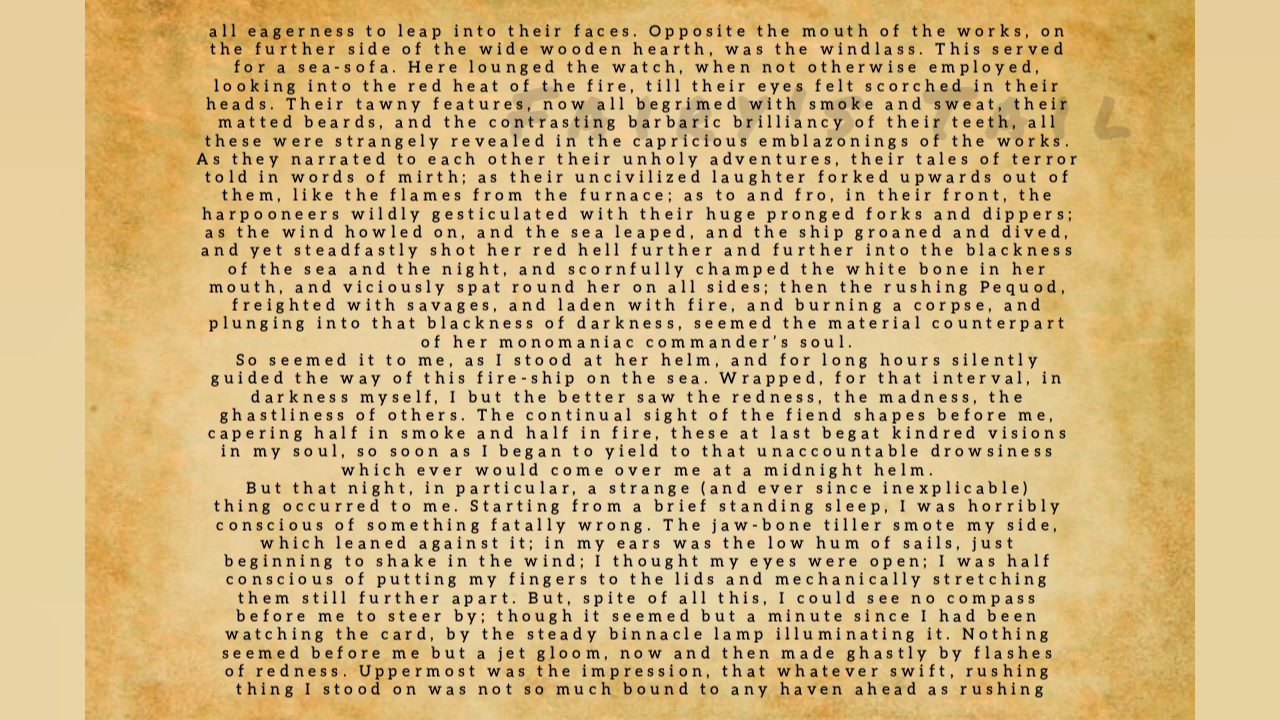 all eagerness to leap into their faces. Opposite the mouth of the works, on
the further side of the wide wooden hearth, was the windlass. This served
for a sea-sofa. Here lounged the watch, when not otherwise employed,
looking into the red heat of the fire, till their eyes felt scorched in their
heads. Their tawny features, now all begrimed with smoke and sweat, their
matted beards, and the contrasting barbaric brilliancy of their teeth, all
these were strangely revealed in the capricious emblazonings of the works.
As they narrated to each other their unholy adventures, their tales of terror
told in words of mirth; as their uncivilized laughter forked upwards out of
them, like the flames from the furnace; as to and fro, in their front, the
harpooneers wildly gesticulated with their huge pronged forks and dippers;
as the wind howled on, and the sea leaped, and the ship groaned and dived,
and yet steadfastly shot her red hell further and further into the blackness
of the sea and the night, and scornfully champed the white bone in her
mouth, and viciously spat round her on all sides; then the rushing Pequod,
freighted with savages, and laden with fire, and burning a corpse, and
plunging into that blackness of darkness, seemed the material counterpart
of her monomaniac commander's soul.
So seemed it to me, as I stood at her helm, and for long hours silently
guided the way of this fire-ship on the sea. Wrapped, for that interval, in
darkness myself, I but the better saw the redness, the madness, the
ghastliness of others. The continual sight of the fiend shapes before me,
capering half in smoke and half in fire, these at last begat kindred visions
in my soul, so soon as I began to yield to that unaccountable drowsiness
which ever would come over me at a midnight helm.
But that night, in particular, a strange (and ever since inexplicable)
thing occurred to me. Starting from a brief standing sleep, I was horribly
conscious of something fatally wrong. The jaw-bone tiller smote my side,
which leaned against it; in my ears was the low hum of sails, just
beginning to shake in the wind; I thought my eyes were open; I was half
conscious of putting my fingers to the lids and mechanically stretching
them still further apart. But, spite of all this, I could see no compass
before me to steer by; though it seemed but a minute since I had been
watching the card, by the steady binnacle lamp illuminating it. Nothing
seemed before me but a jet gloom, now and then made ghastly by flashes
of redness. Uppermost was the impression, that whatever swift, rushing
thing I stood on was not so much bound to any haven ahead as rushing